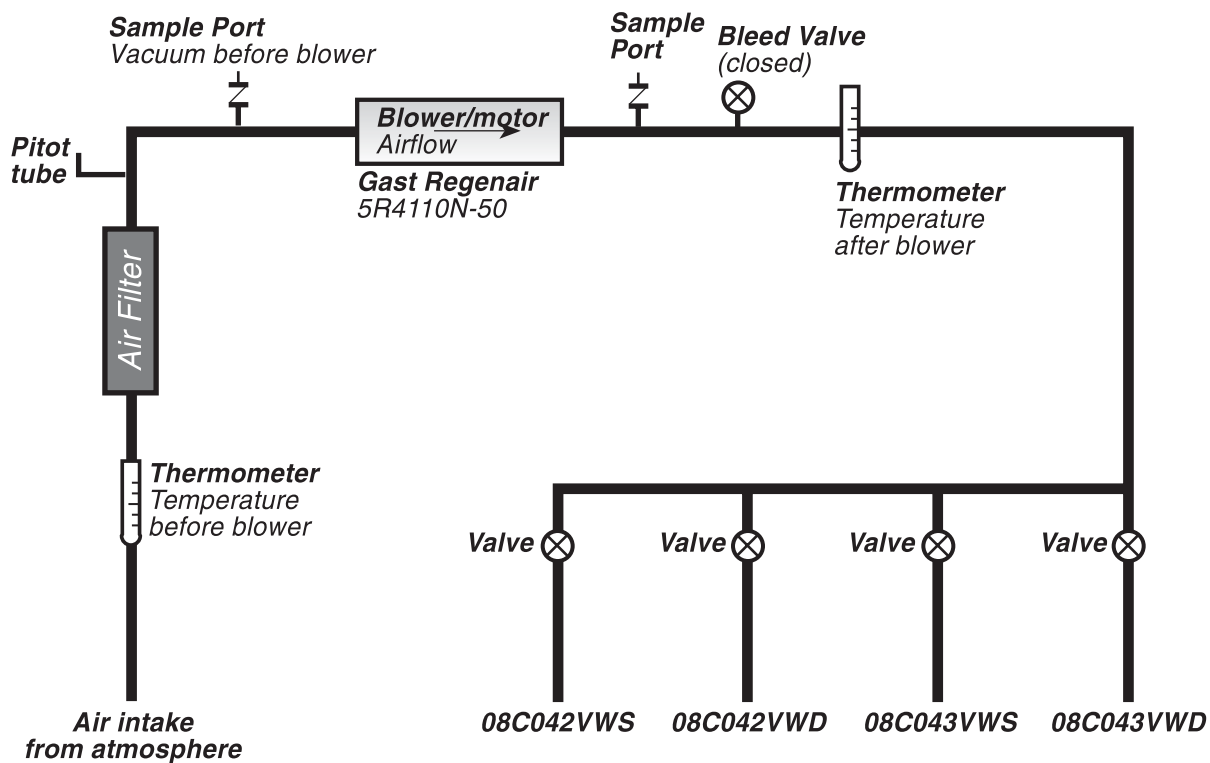 Sample Port
Vacuum before blower
Sample
Port
Bleed Valve
(closed)
Pitot
tube
Blower/motor
Airflow
Gast Regenair
5R4110N-50
Thermometer
Temperature
after blower
Air Filter
Thermometer
Temperature
before blower
Valve
Valve
Valve
Valve
Air intake
from atmosphere
08C042VWS
08C042VWD
08C043VWS
08C043VWD